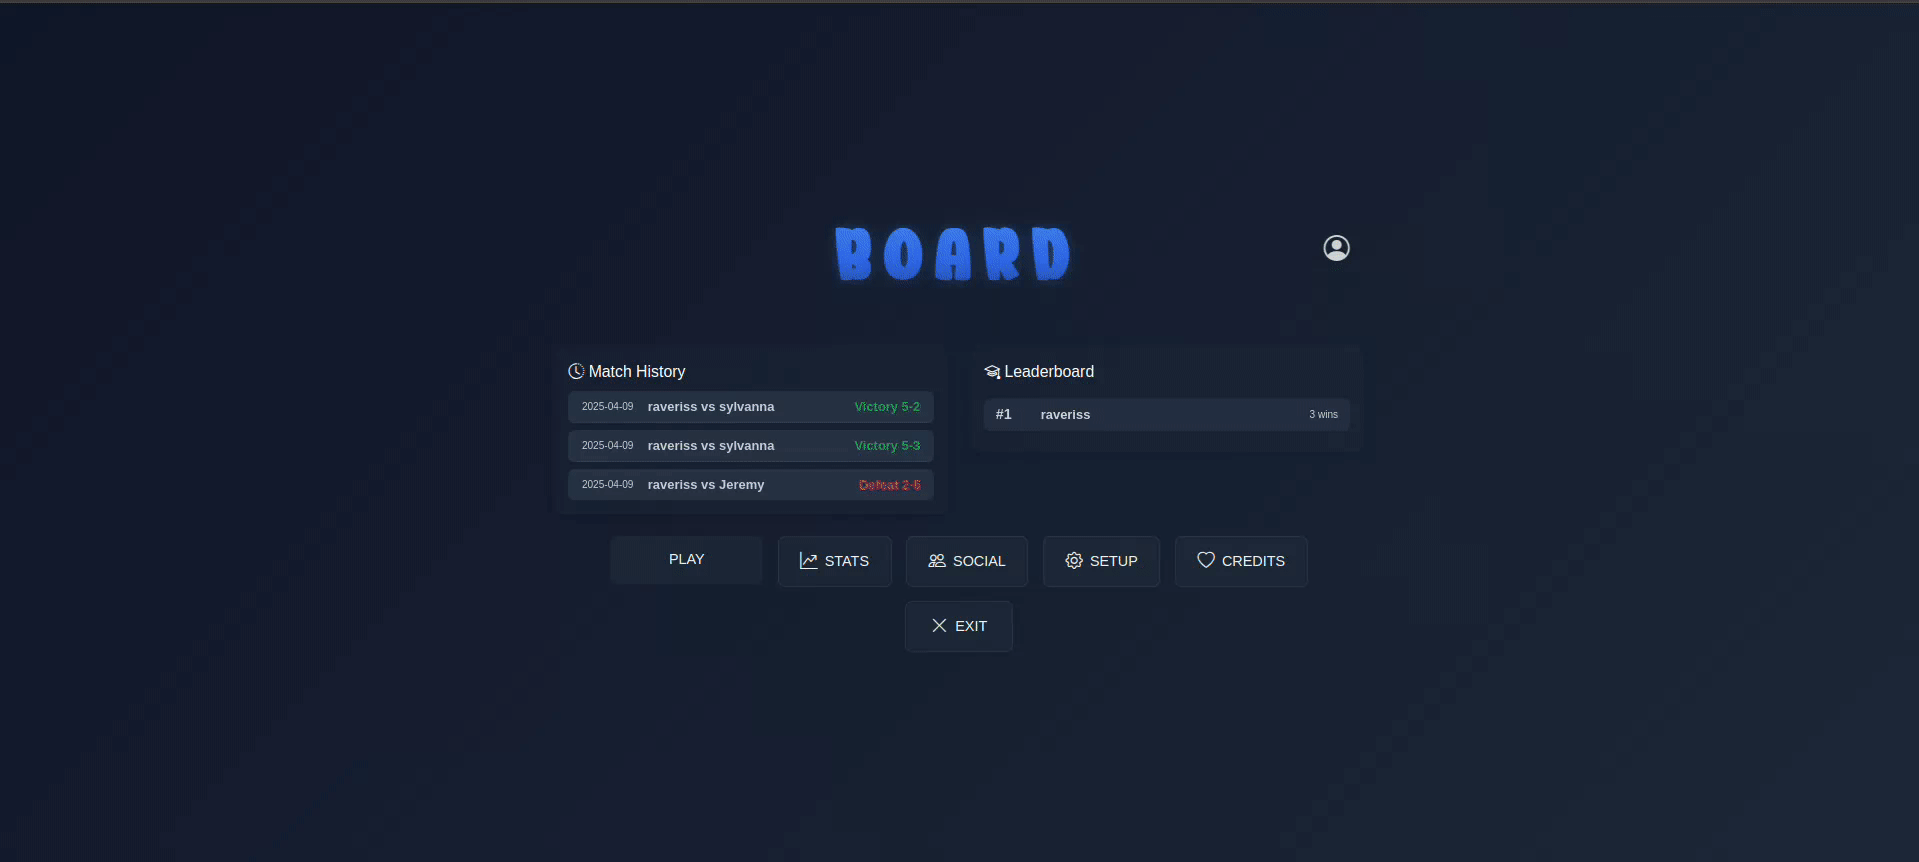 BOARD
Match History
2025-04-09 raveriss vs sylvanna Victory 5-2
2025-04-09 raveriss vs sylvanna Victory 5-3
2025-04-09 raveriss vs Jeremy Defeat 2-5
Leaderboard
#1 raveriss 3 wins
PLAY
STATS
SOCIAL
SETUP
CREDITS
EXIT